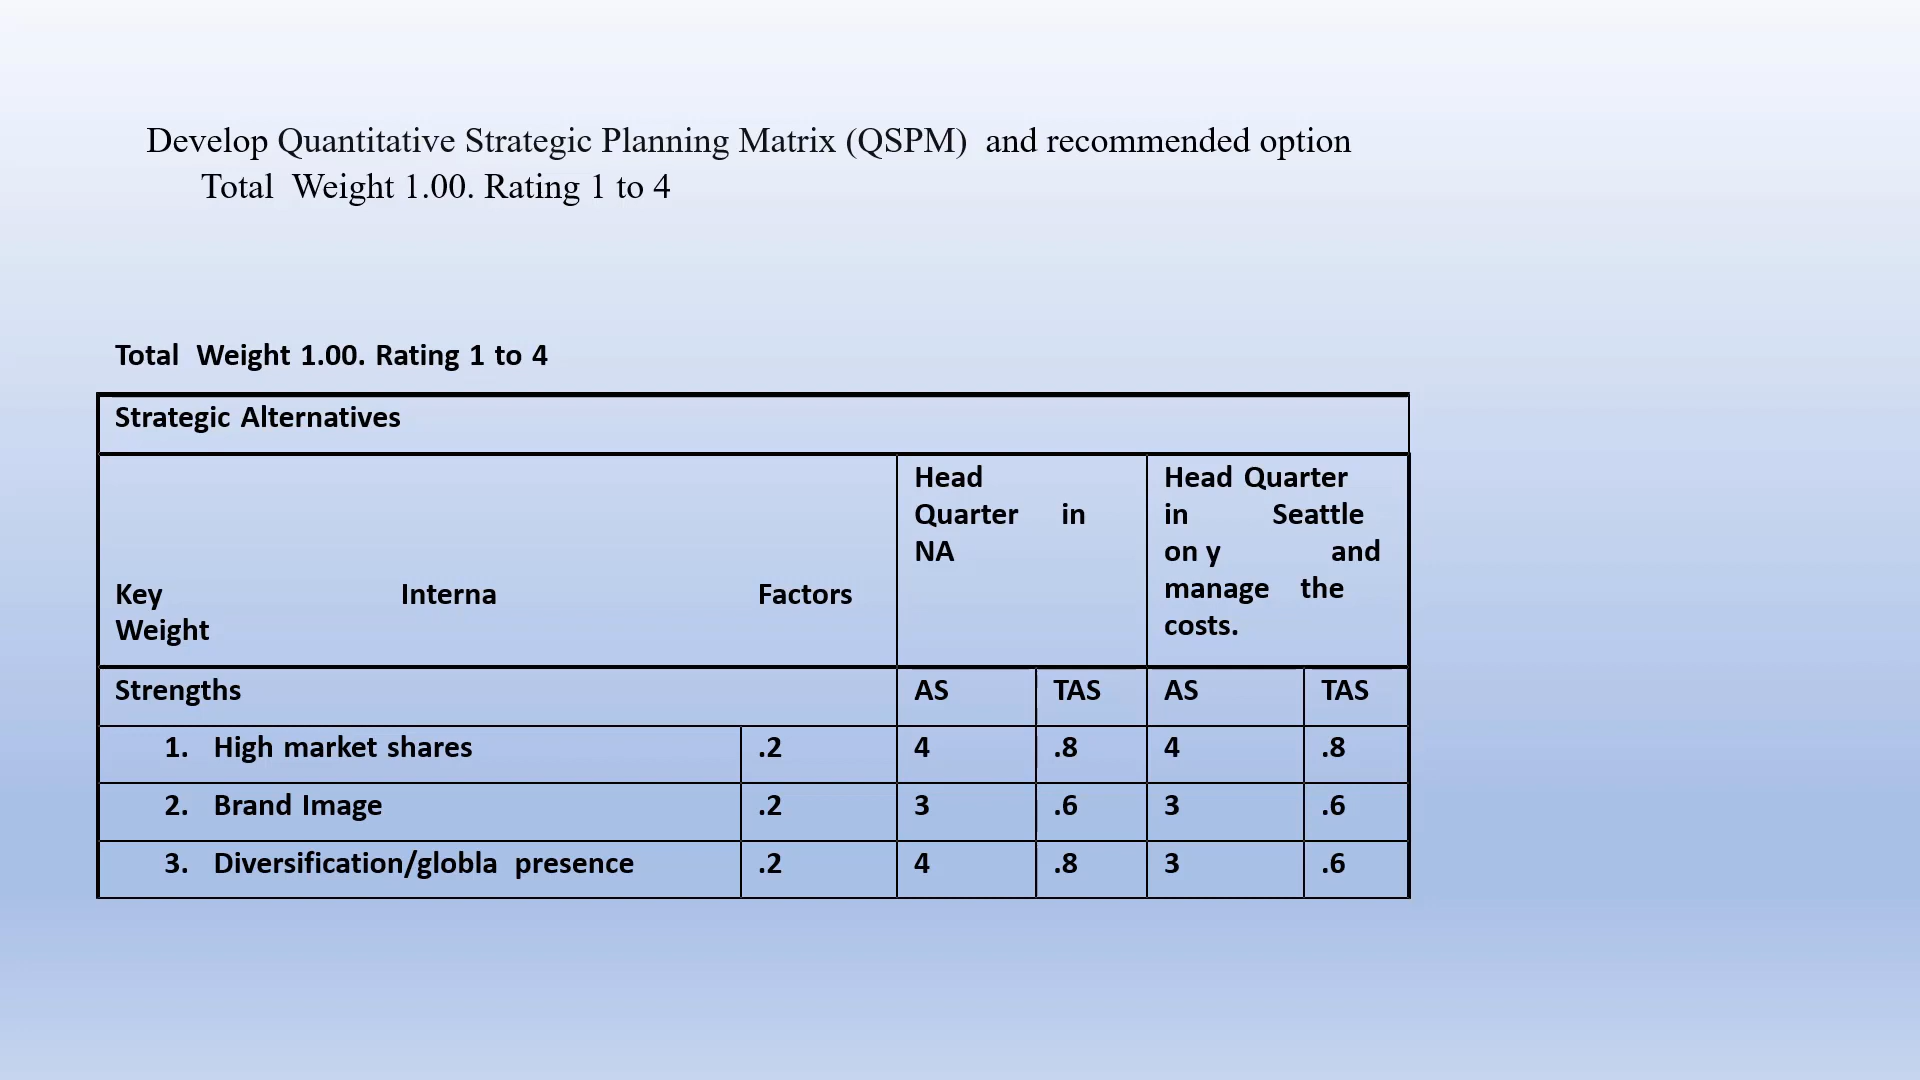 Develop Quantitative Strategic Planning Matrix (QSPM) and recommended option
Total Weight 1.00. Rating 1 to 4
Total Weight 1.00. Rating 1 to 4
Strategic Alternatives
Key Interna Factors
Weight
Head
Quarter in
NA
Head Quarter
in Seattle
on y and
manage the
costs.
Strengths AS TAS AS TAS
1. High market shares .2 4 .8 4 .8
2. Brand Image .2 3 .6 3 .6
3. Diversification/globla presence .2 4 .8 3 .6